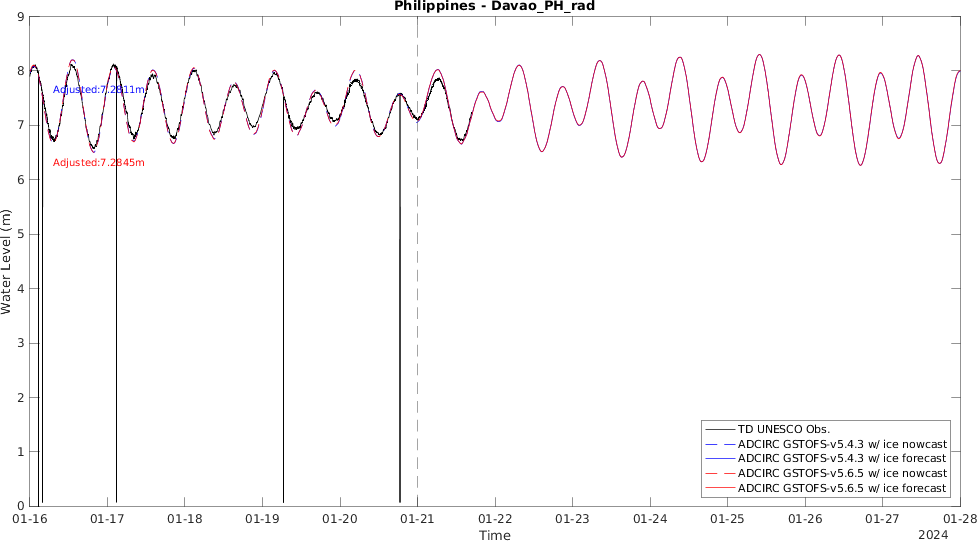 Philippines - Davao_PH_rad
9
8
7
6
5
4
3
2
1
0
Water Level (m)
Adjusted:7.2811m
Adjusted:7.2845m
TD UNESCO Obs.
ADCIRC GSTOFS-v5.4.3 w/ ice nowcast
ADCIRC GSTOFS-v5.4.3 w/ ice forecast
ADCIRC GSTOFS-v5.6.5 w/ ice nowcast
ADCIRC GSTOFS-v5.6.5 w/ ice forecast
01-16 01-17 01-18 01-19 01-20 01-21 01-22 01-23 01-24 01-25 01-26 01-27 01-28
Time
2024